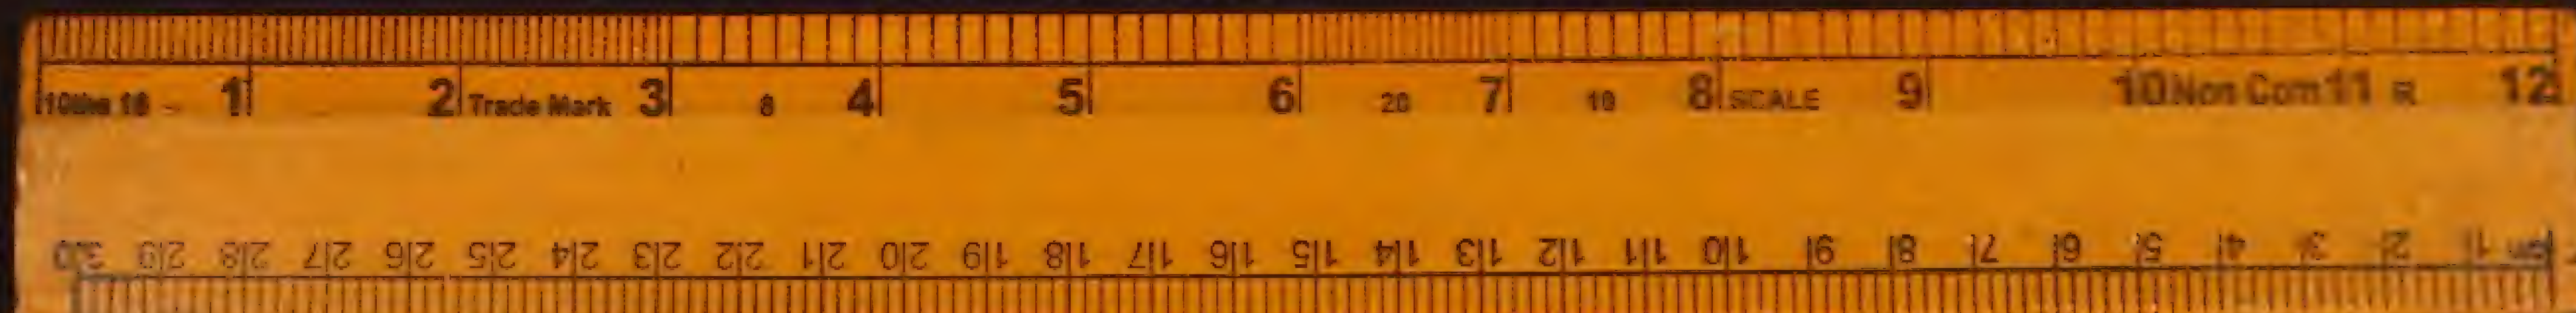 10ths 16 1 2 Trade Mark 3 8 4 5 6 20 7 10 8 SCALE 9 10 Non Com 11 R 12
30 29 28 27 26 25 24 23 22 21 20 19 18 17 16 15 14 13 12 11 10 9 8 7 6 5 4 3 2 1 cm